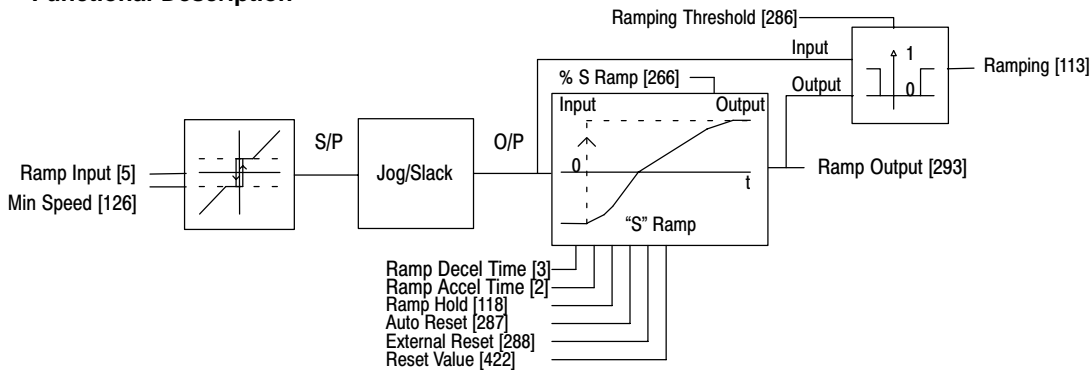 Functional Description
Ramping Threshold [286]
Input
1
0
Ramping [113]
% S Ramp [266]
Output
Input
Output
S/P
O/P
0
Ramp Input [5]
Jog/Slack
t
Ramp Output [293]
Min Speed [126]
"S" Ramp
Ramp Decel Time [3]
Ramp Accel Time [2]
Ramp Hold [118]
Auto Reset [287]
External Reset [288]
Reset Value [422]